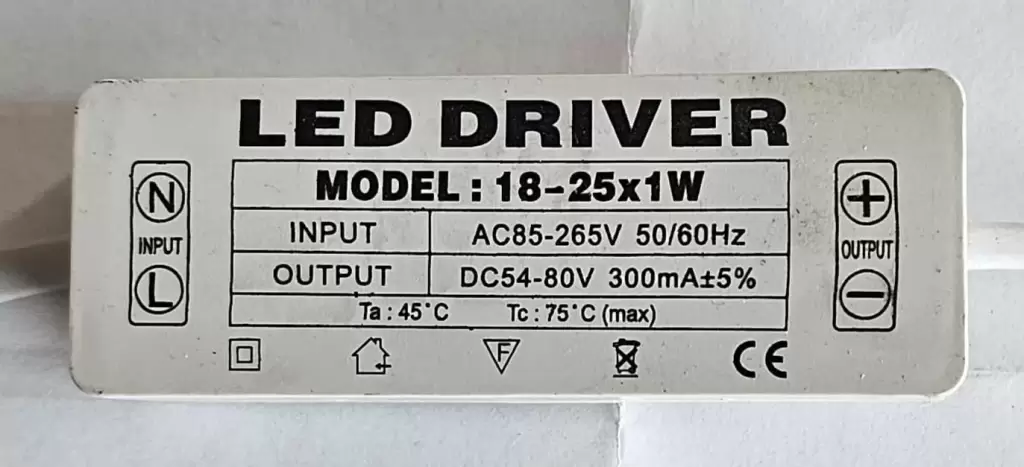 LED DRIVER
MODEL : 18-25x1W
N
INPUT
L
INPUT AC85-265V 50/60Hz
OUTPUT DC54-80V 300mA±5%
Ta : 45°C Tc : 75°C (max)
+
OUTPUT
−
F
CE